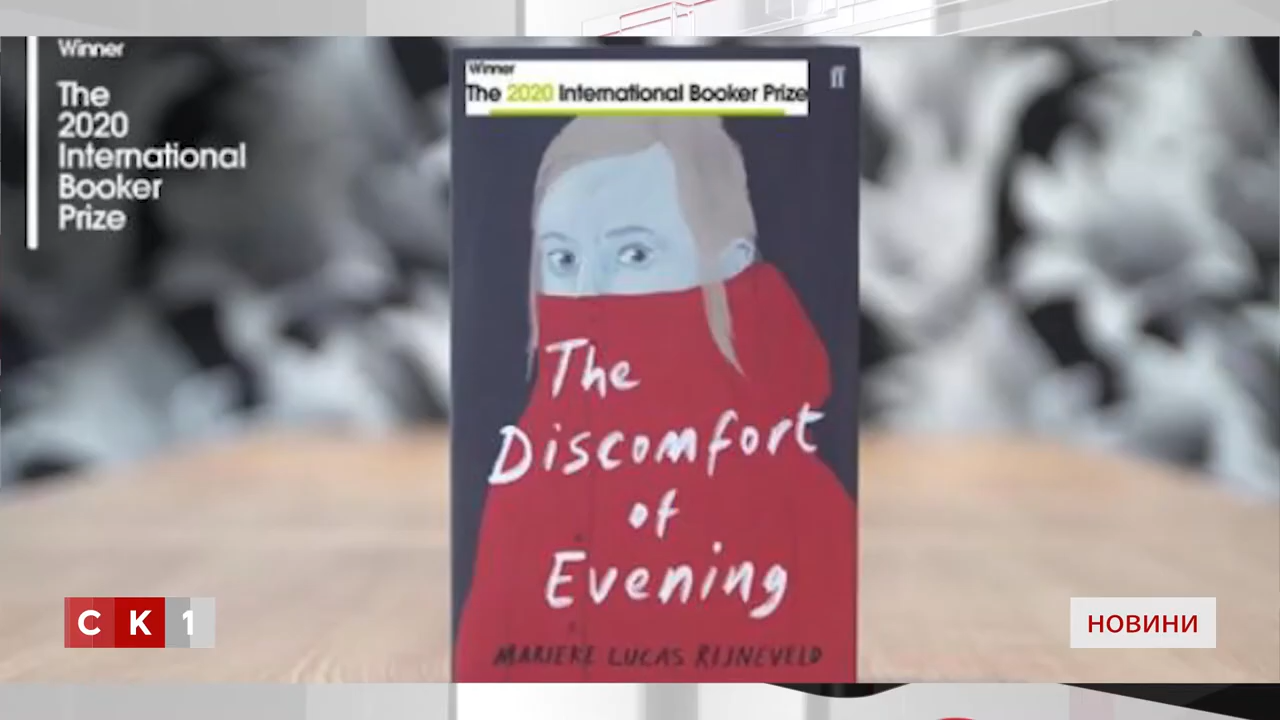 Winner
The
2020
International
Booker
Prize
Winner
The 2020 International Booker Prize
ff
The
Discomfort
of
Evening
MARIEKE LUCAS RIJNEVELD
СК1
НОВИНИ